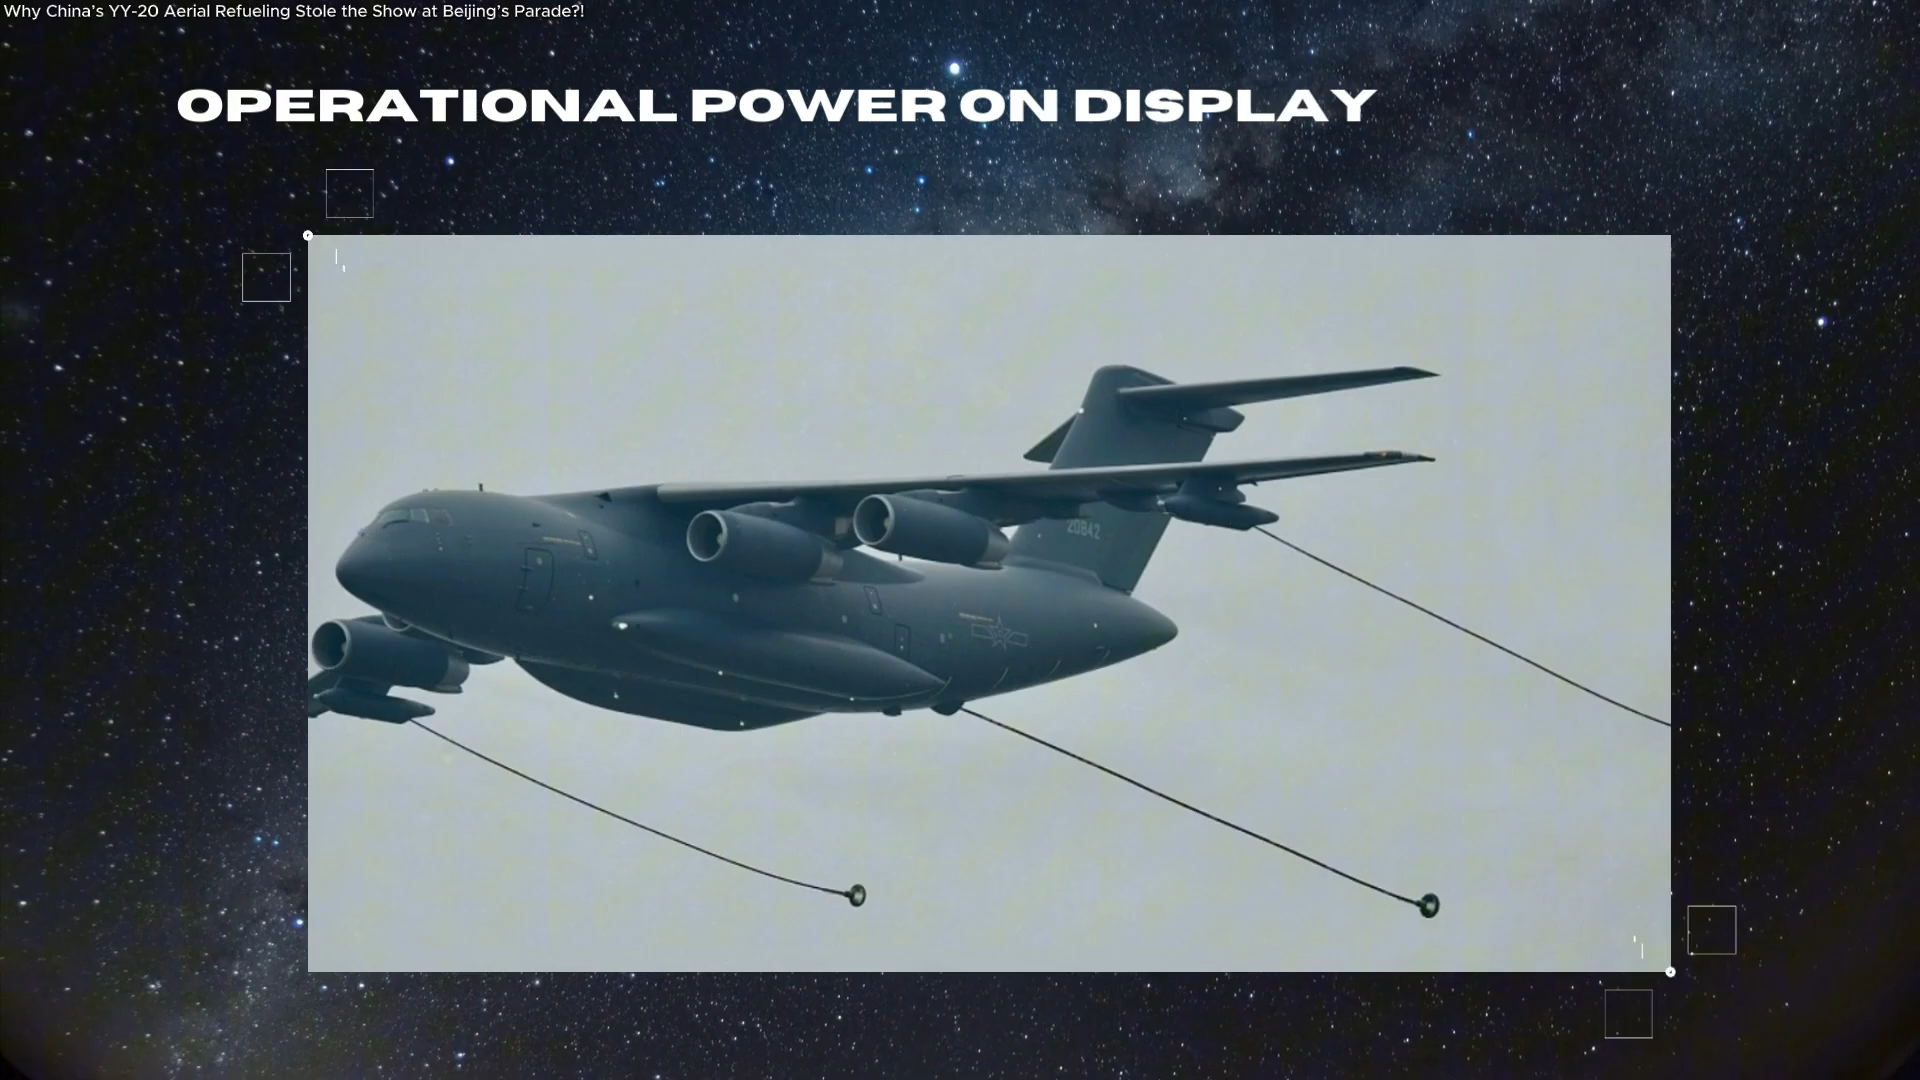 Why China’s YY-20 Aerial Refueling Stole the Show at Beijing’s Parade?!
OPERATIONAL POWER ON DISPLAY
20842